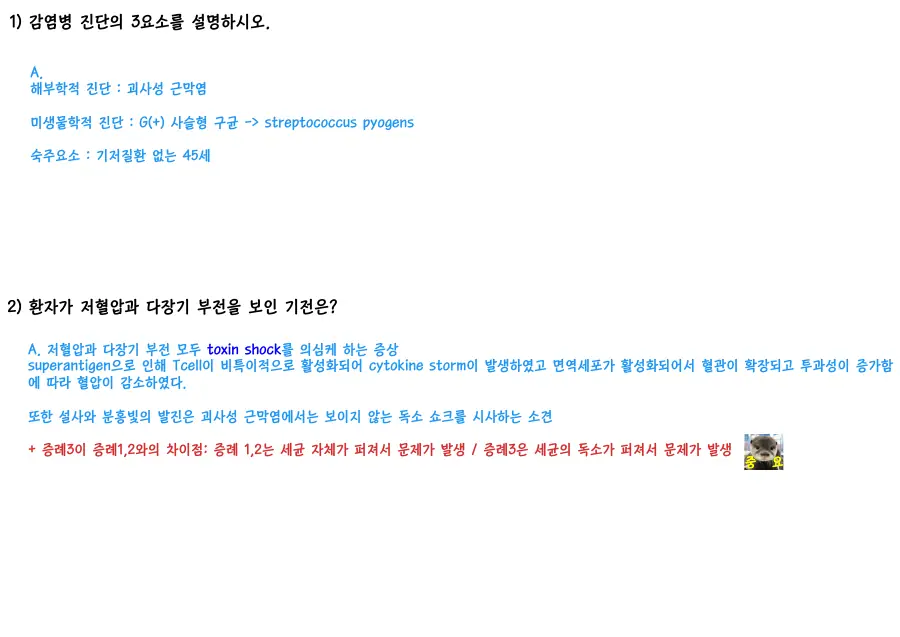 1) 감염병 진단의 3요소를 설명하시오.
A.
해부학적 진단 : 괴사성 근막염
미생물학적 진단 : G(+) 사슬형 구균 -> streptococcus pyogens
숙주요소 : 기저질환 없는 45세
2) 환자가 저혈압과 다장기 부전을 보인 기전은?
A. 저혈압과 다장기 부전 모두 toxin shock를 의심케 하는 증상
superantigen으로 인해 Tcell이 비특이적으로 활성화되어 cytokine storm이 발생하였고 면역세포가 활성화되어서 혈관이 확장되고 투과성이 증가함
에 따라 혈압이 감소하였다.
또한 설사와 분홍빛의 발진은 괴사성 근막염에서는 보이지 않는 독소 쇼크를 시사하는 소견
+ 증례3이 증례1,2와의 차이점: 증례 1,2는 세균 자체가 퍼져서 문제가 발생 / 증례3은 세균의 독소가 퍼져서 문제가 발생
중 요